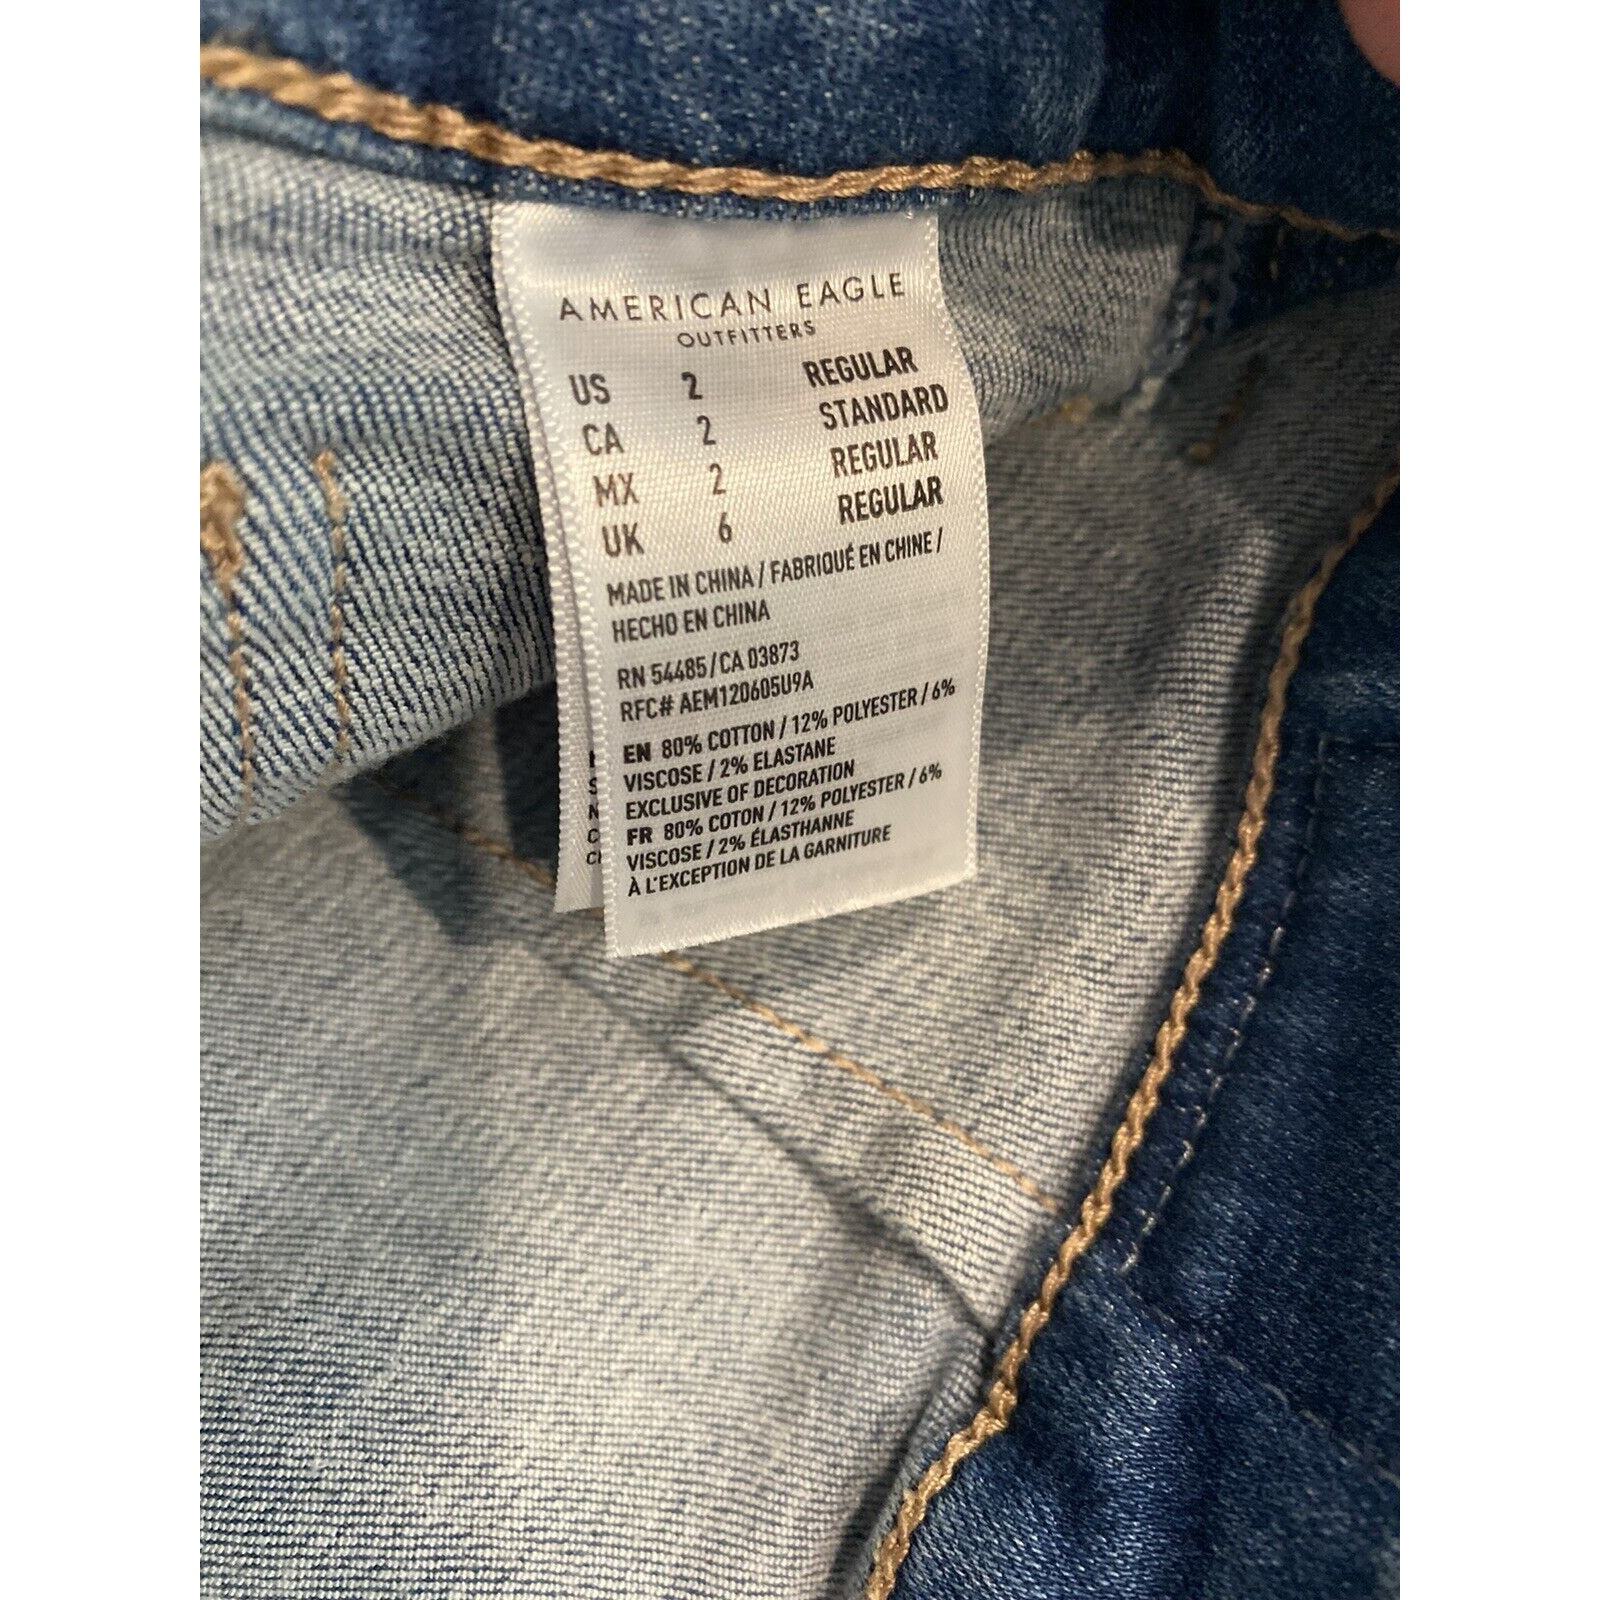 AMERICAN EAGLE
OUTFITTERS
US 2 REGULAR
CA 2 STANDARD
MX 2 REGULAR
UK 6 REGULAR
MADE IN CHINA / FABRIQUÉ EN CHINE /
HECHO EN CHINA
RN 54485/CA 03873
RFC# AEM120605U9A
EN 80% COTTON / 12% POLYESTER / 6%
VISCOSE / 2% ELASTANE
EXCLUSIVE OF DECORATION
FR 80% COTON / 12% POLYESTER / 6%
VISCOSE / 2% ÉLASTHANNE
À L'EXCEPTION DE LA GARNITURE